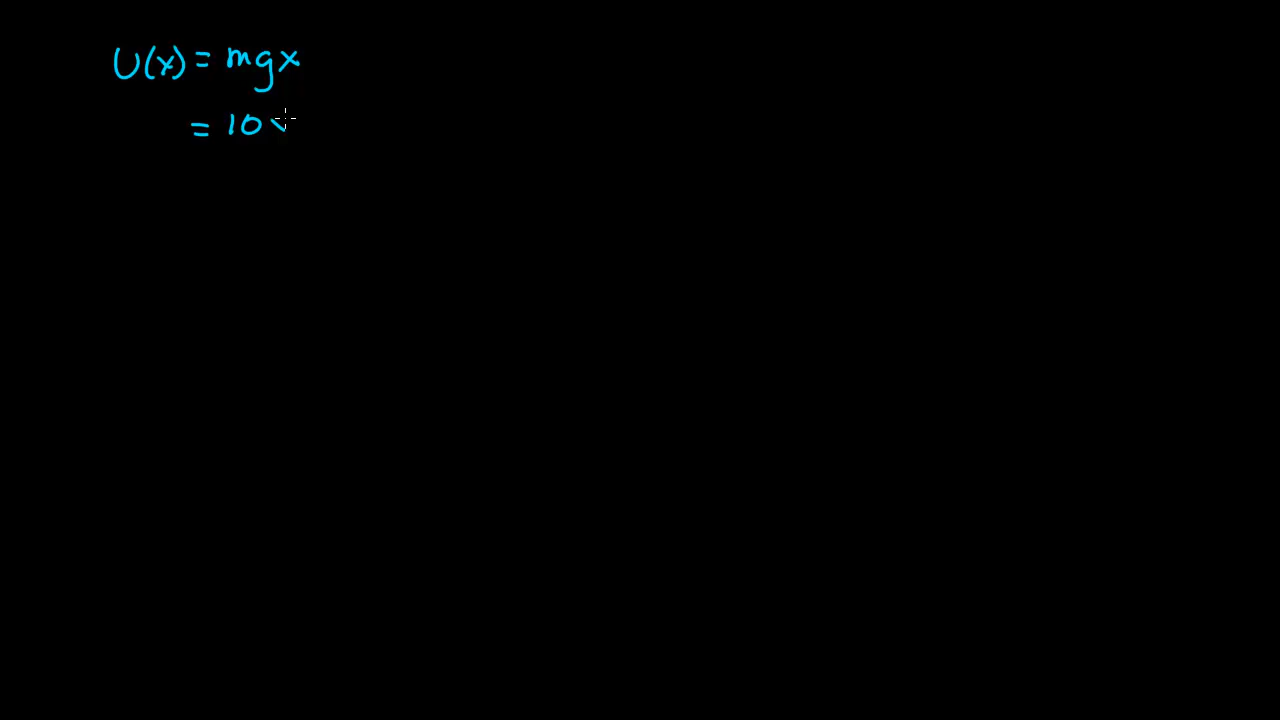 U(x) = mgx
= 10